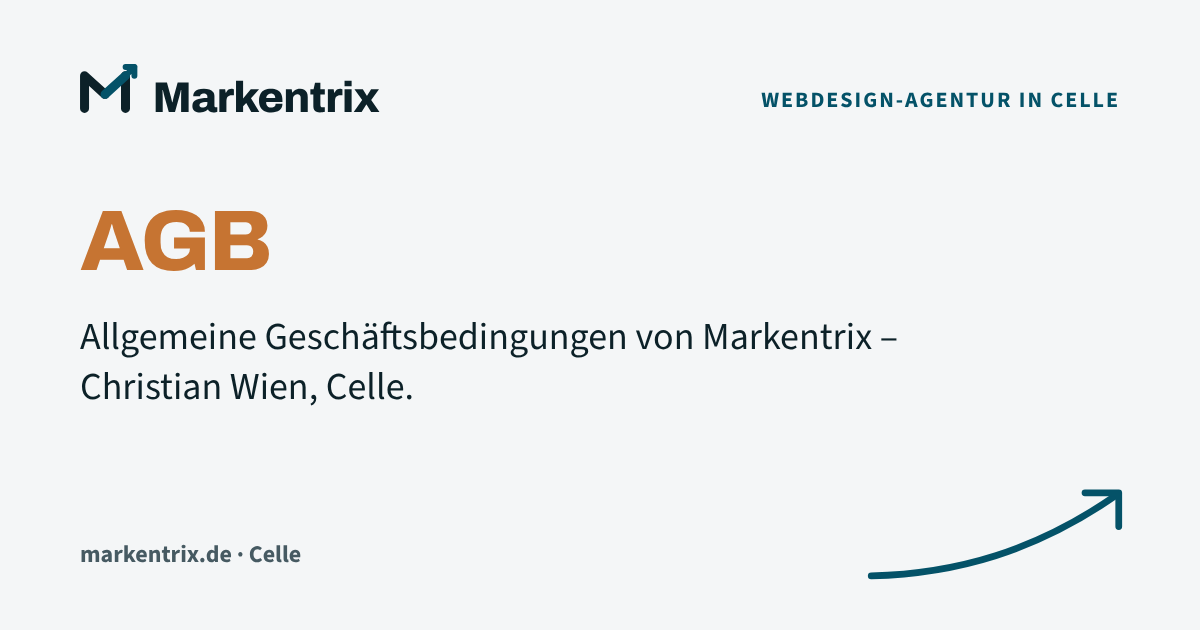 Markentrix
WEBDESIGN-AGENTUR IN CELLE
AGB
Allgemeine Geschäftsbedingungen von Markentrix –
Christian Wien, Celle.
markentrix.de · Celle